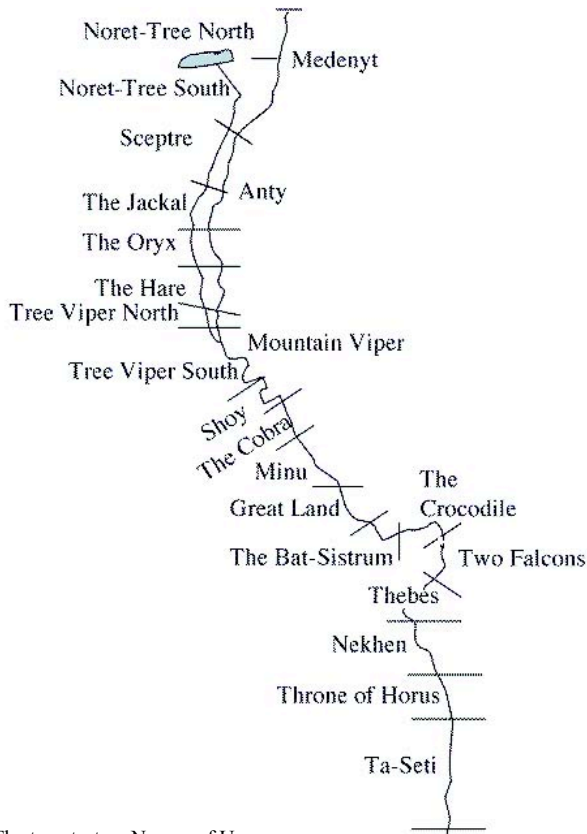 Noret-Tree North
Medenyt
Noret-Tree South
Sceptre
Anty
The Jackal
The Oryx
The Hare
Tree Viper North
Mountain Viper
Tree Viper South
Shoy
The Cobra
Minu
The
Crocodile
Great Land
The Bat-Sistrum
Two Falcons
Thebes
Nekhen
Throne of Horus
Ta-Seti